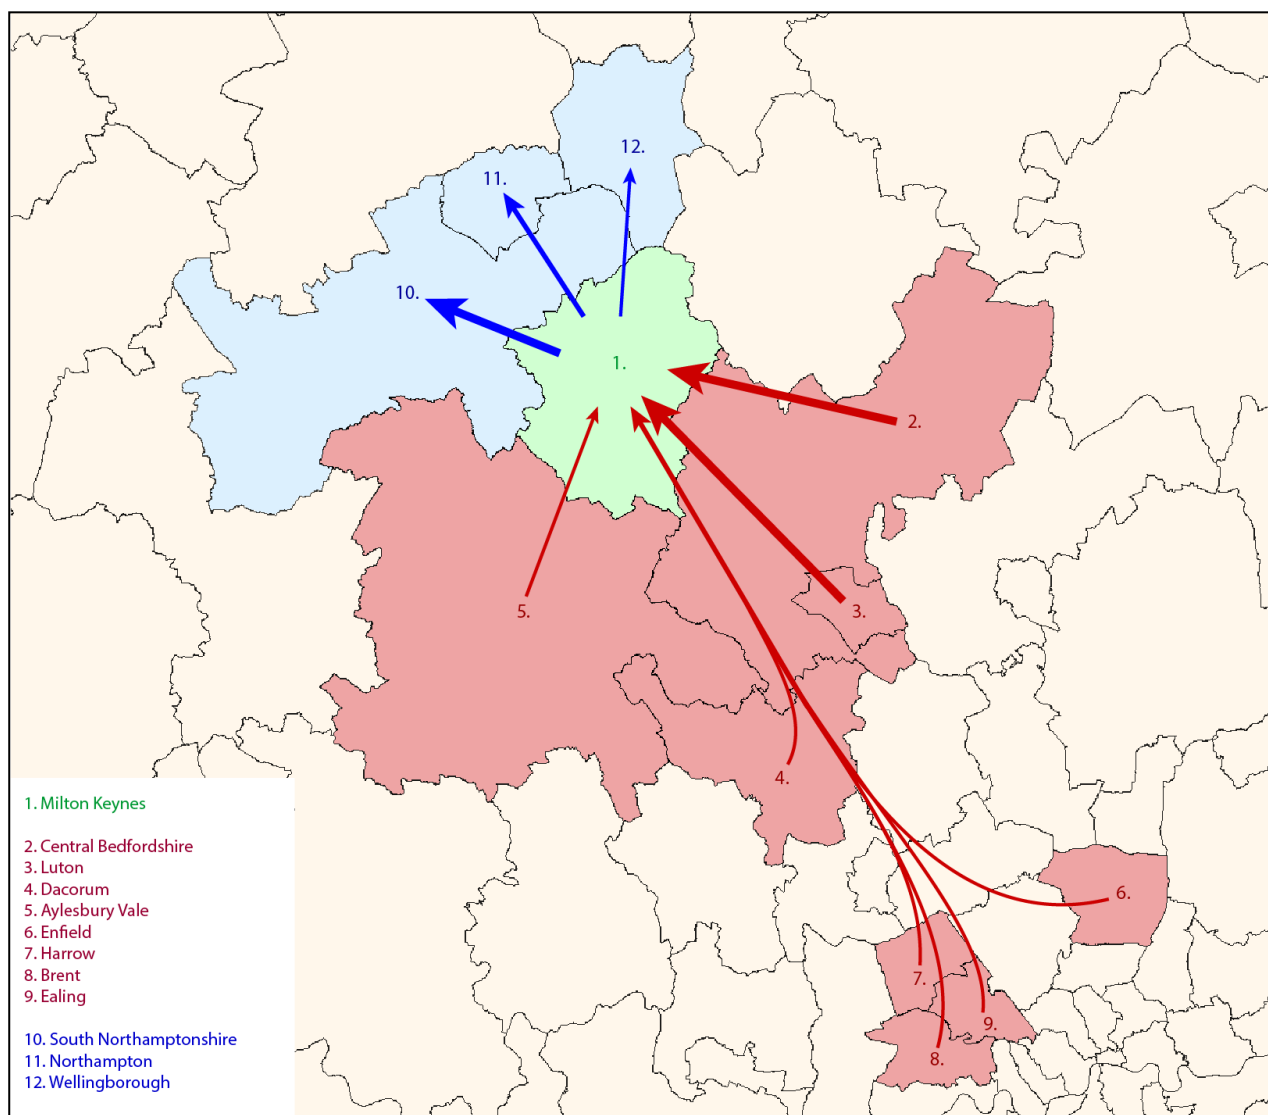 12.
11.
10.
1.
2.
5.
3.
4.
6.
7.
9.
8.
1. Milton Keynes
2. Central Bedfordshire
3. Luton
4. Dacorum
5. Aylesbury Vale
6. Enfield
7. Harrow
8. Brent
9. Ealing
10. South Northamptonshire
11. Northampton
12. Wellingborough